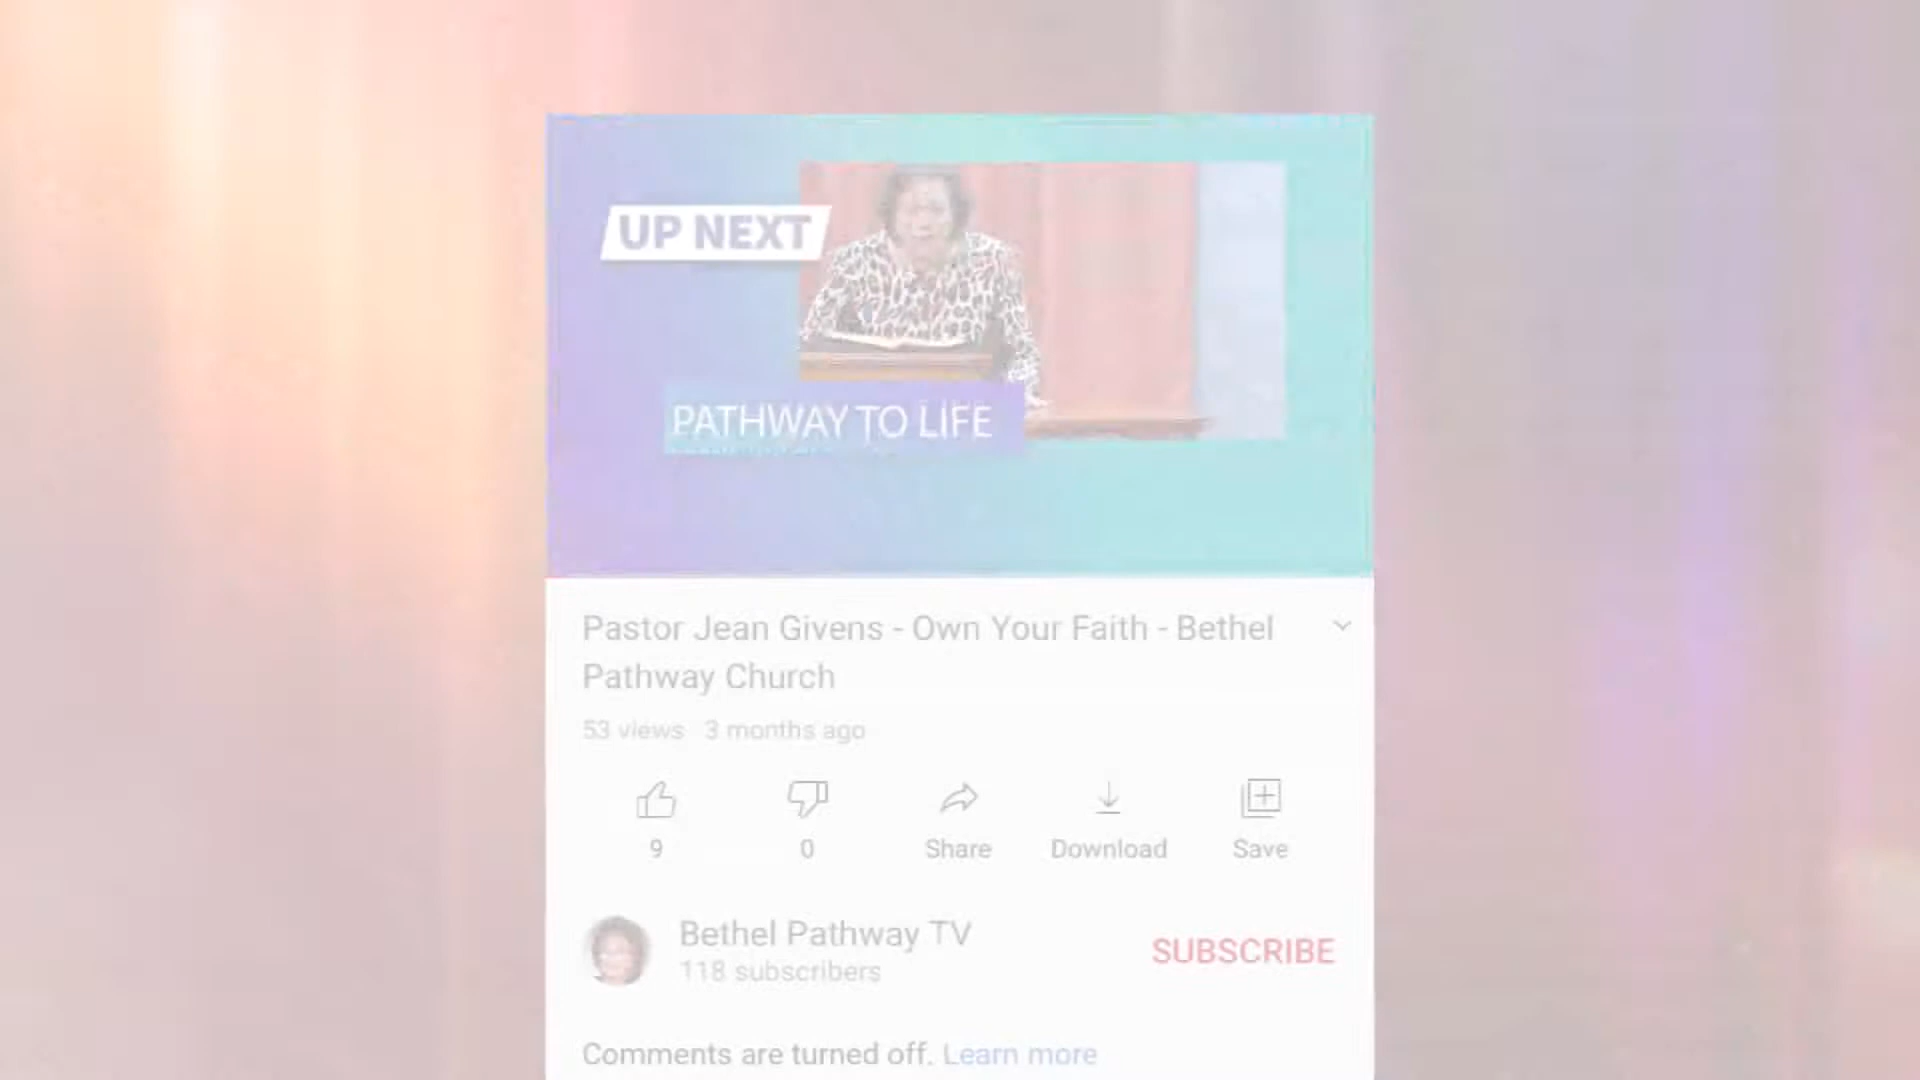 UP NEXT
PATHWAY TO LIFE
Pastor Jean Givens - Own Your Faith - Bethel
Pathway Church
53 views 3 months ago
9
0
Share
Download
Save
Bethel Pathway TV
118 subscribers
SUBSCRIBE
Comments are turned off. Learn more